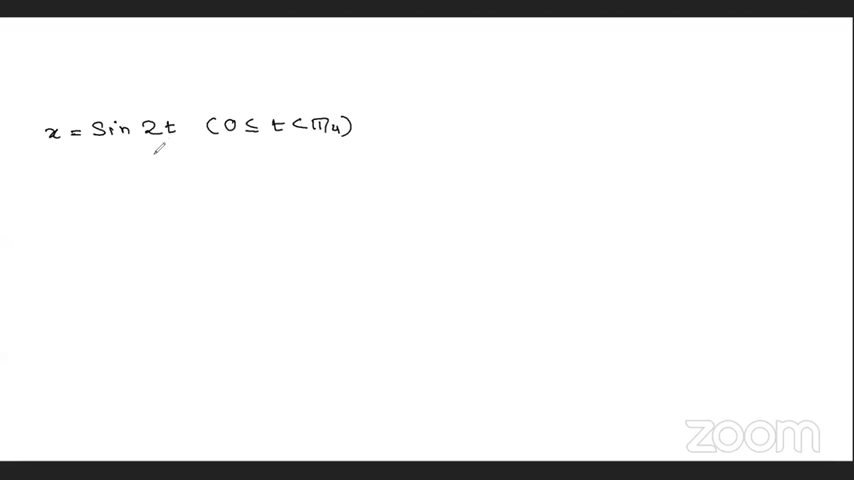 x = Sin 2t (0 ≤ t < π/4)
zoom